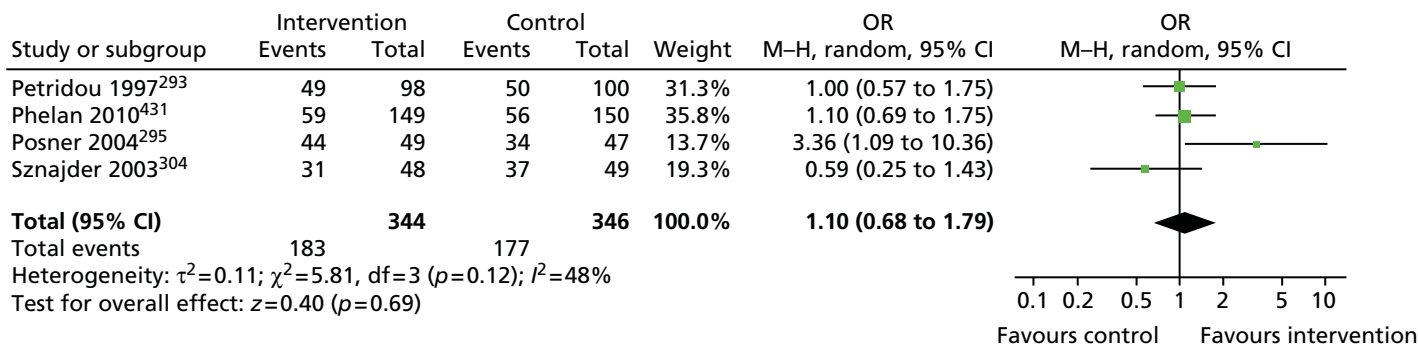 Intervention Control OR OR
Study or subgroup Events Total Events Total Weight M–H, random, 95% CI M–H, random, 95% CI
Petridou 1997²⁹³ 49 98 50 100 31.3% 1.00 (0.57 to 1.75)
Phelan 2010⁴³¹ 59 149 56 150 35.8% 1.10 (0.69 to 1.75)
Posner 2004²⁹⁵ 44 49 34 47 13.7% 3.36 (1.09 to 10.36)
Sznajder 2003³⁰⁴ 31 48 37 49 19.3% 0.59 (0.25 to 1.43)
Total (95% CI) 344 346 100.0% 1.10 (0.68 to 1.79)
Total events 183 177
Heterogeneity: τ²=0.11; χ²=5.81, df=3 (p=0.12); I²=48%
Test for overall effect: z=0.40 (p=0.69)
0.1 0.2 0.5 1 2 5 10
Favours control Favours intervention